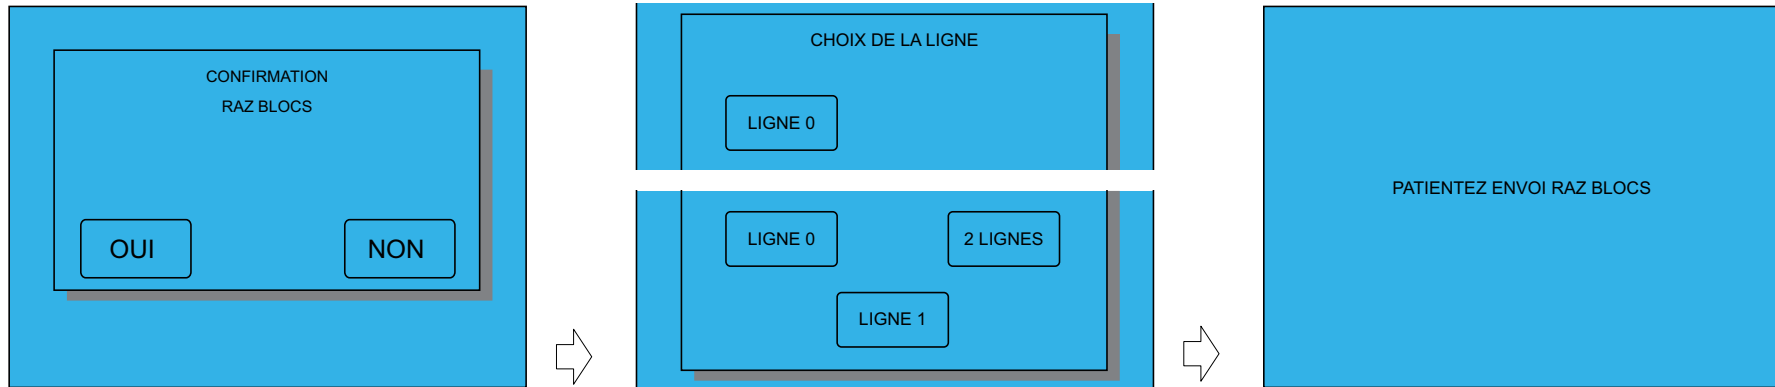 CONFIRMATION
RAZ BLOCS
OUI
NON
CHOIX DE LA LIGNE
LIGNE 0
LIGNE 0
2 LIGNES
LIGNE 1
PATIENTEZ ENVOI RAZ BLOCS